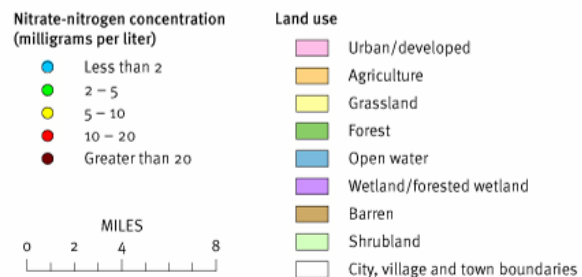 Nitrate-nitrogen concentration
(milligrams per liter)
Less than 2
2 – 5
5 – 10
10 – 20
Greater than 20
MILES
0 2 4 8
Land use
Urban/developed
Agriculture
Grassland
Forest
Open water
Wetland/forested wetland
Barren
Shrubland
City, village and town boundaries